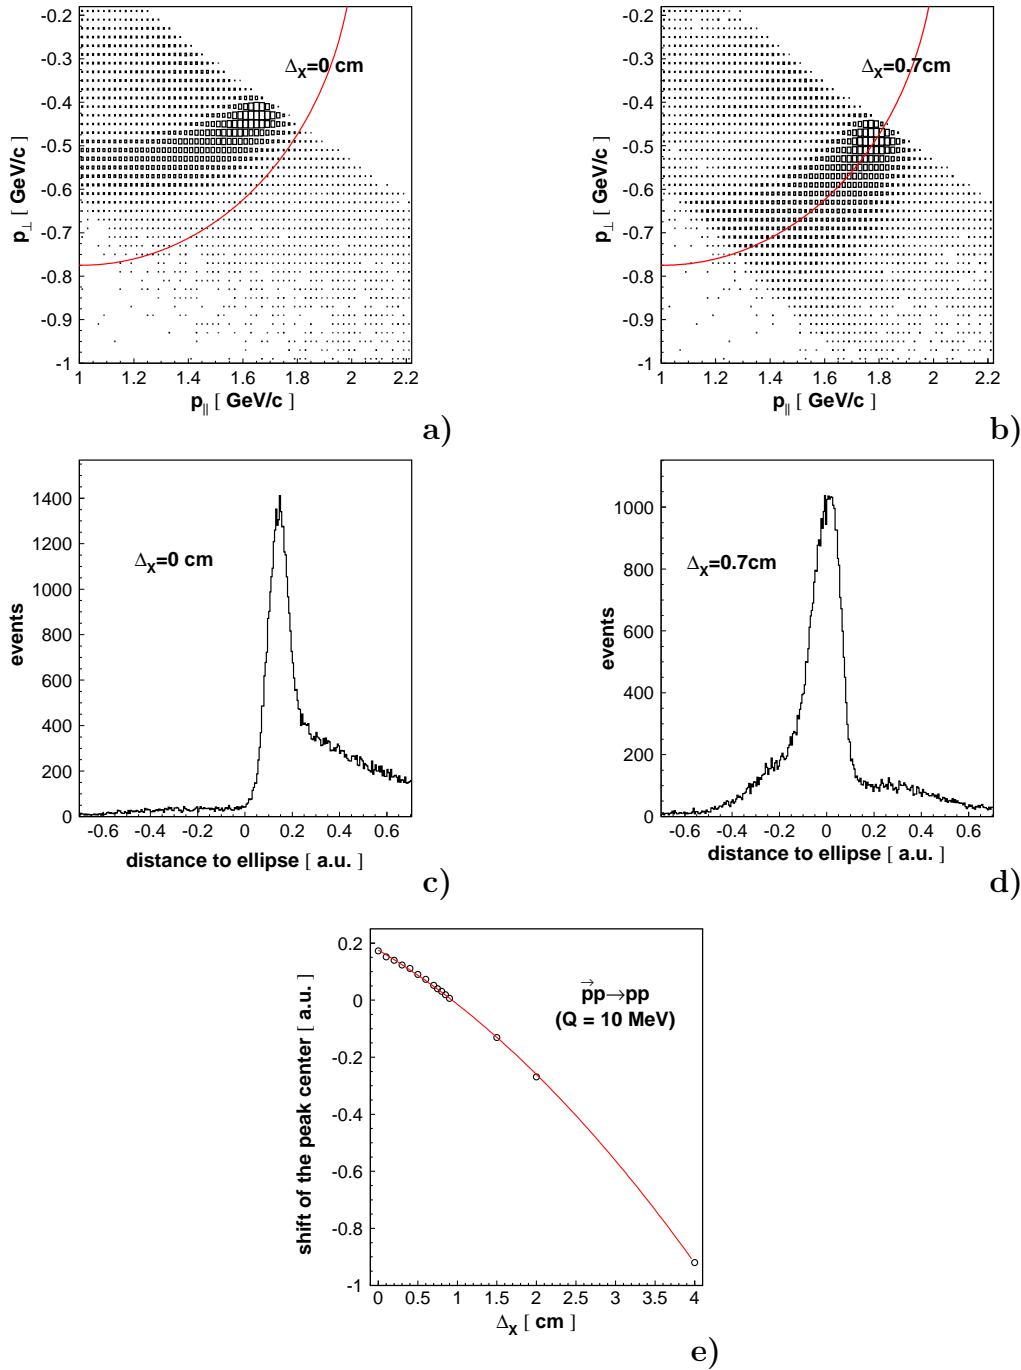 -0.2
-0.3
-0.4
-0.5
-0.6
-0.7
-0.8
-0.9
-1
p⊥ [ GeV/c ]
Δx=0 cm
1 1.2 1.4 1.6 1.8 2 2.2
p|| [ GeV/c ]
a)
-0.2
-0.3
-0.4
-0.5
-0.6
-0.7
-0.8
-0.9
-1
p⊥ [ GeV/c ]
Δx=0.7cm
1 1.2 1.4 1.6 1.8 2 2.2
p|| [ GeV/c ]
b)
1400
1200
1000
800
600
400
200
0
events
Δx=0 cm
-0.6 -0.4 -0.2 0 0.2 0.4 0.6
distance to ellipse [ a.u. ]
c)
1000
800
600
400
200
0
events
Δx=0.7cm
-0.6 -0.4 -0.2 0 0.2 0.4 0.6
distance to ellipse [ a.u. ]
d)
0.2
0
-0.2
-0.4
-0.6
-0.8
-1
shift of the peak center [ a.u. ]
p⃗p→pp
(Q = 10 MeV)
0 0.5 1 1.5 2 2.5 3 3.5 4
Δx [ cm ]
e)